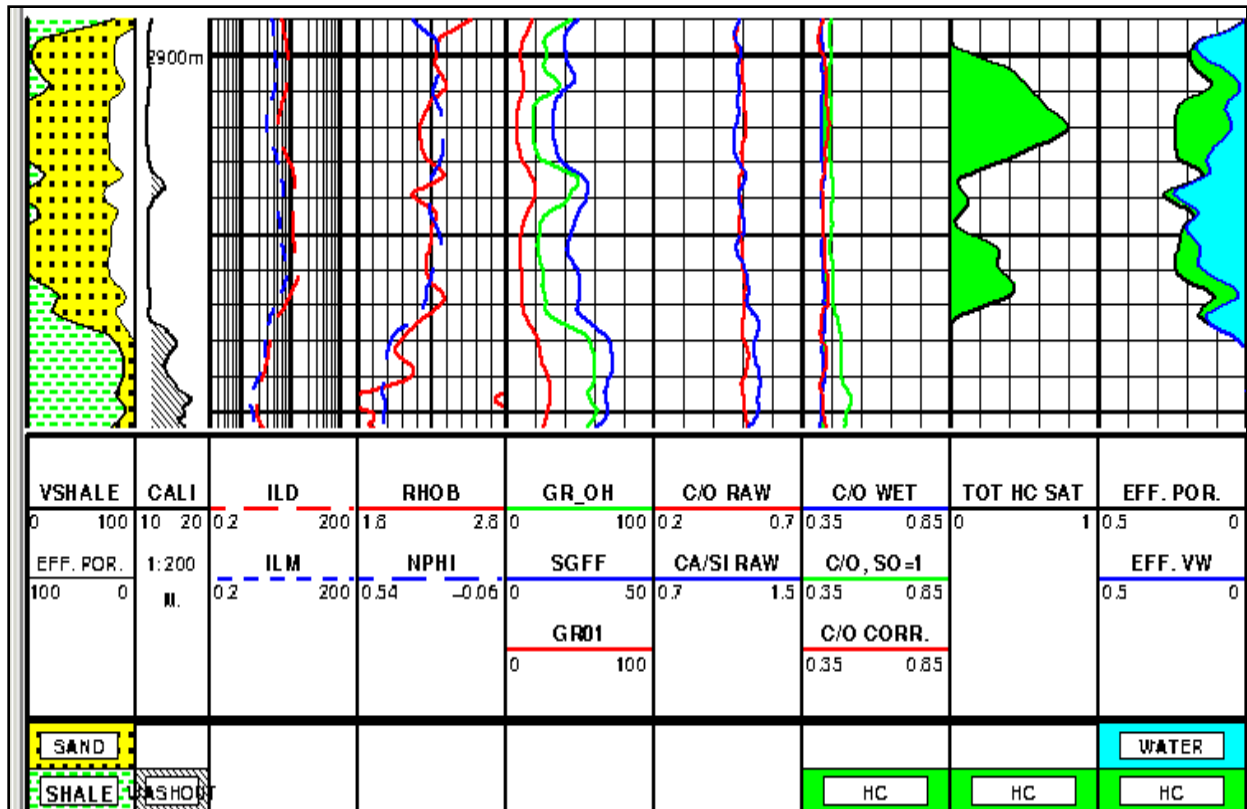 2900m
VSHALE CALI ILD RHOB GR_OH C/O RAW C/O WET TOT HC SAT EFF. POR.
0 100 10 20 0.2 200 1.8 2.8 0 100 0.2 0.7 0.35 0.85 0 1 0.5 0
EFF. POR. 1:200 ILM NPHI SGFF CA/SI RAW C/O, SO=1 EFF. VW
100 0 M. 0.2 200 0.54 -0.06 0 50 0.7 1.5 0.35 0.85 0.5 0
GR01 C/O CORR.
0 100 0.35 0.85
SAND WATER
SHALE WASHOUT HC HC HC